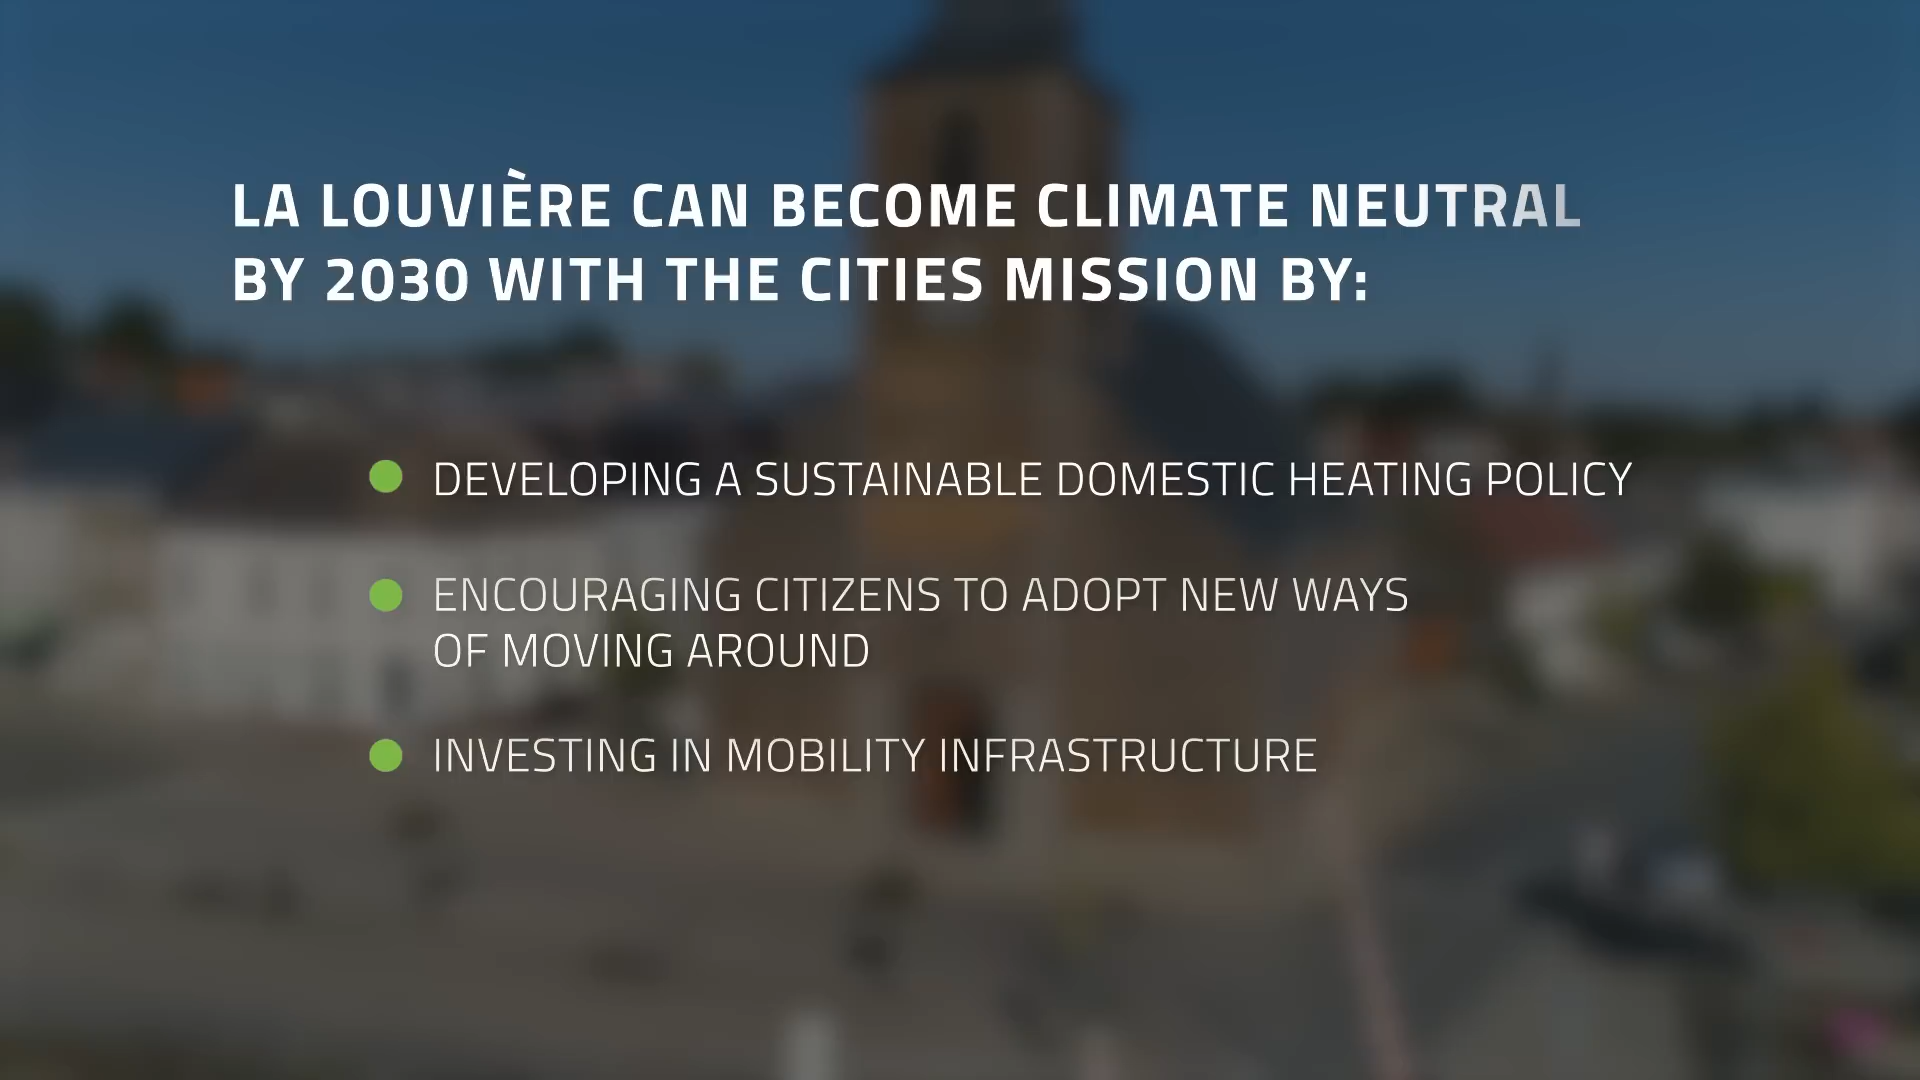 LA LOUVIÈRE CAN BECOME CLIMATE NEUTRAL
BY 2030 WITH THE CITIES MISSION BY:
DEVELOPING A SUSTAINABLE DOMESTIC HEATING POLICY
ENCOURAGING CITIZENS TO ADOPT NEW WAYS
OF MOVING AROUND
INVESTING IN MOBILITY INFRASTRUCTURE